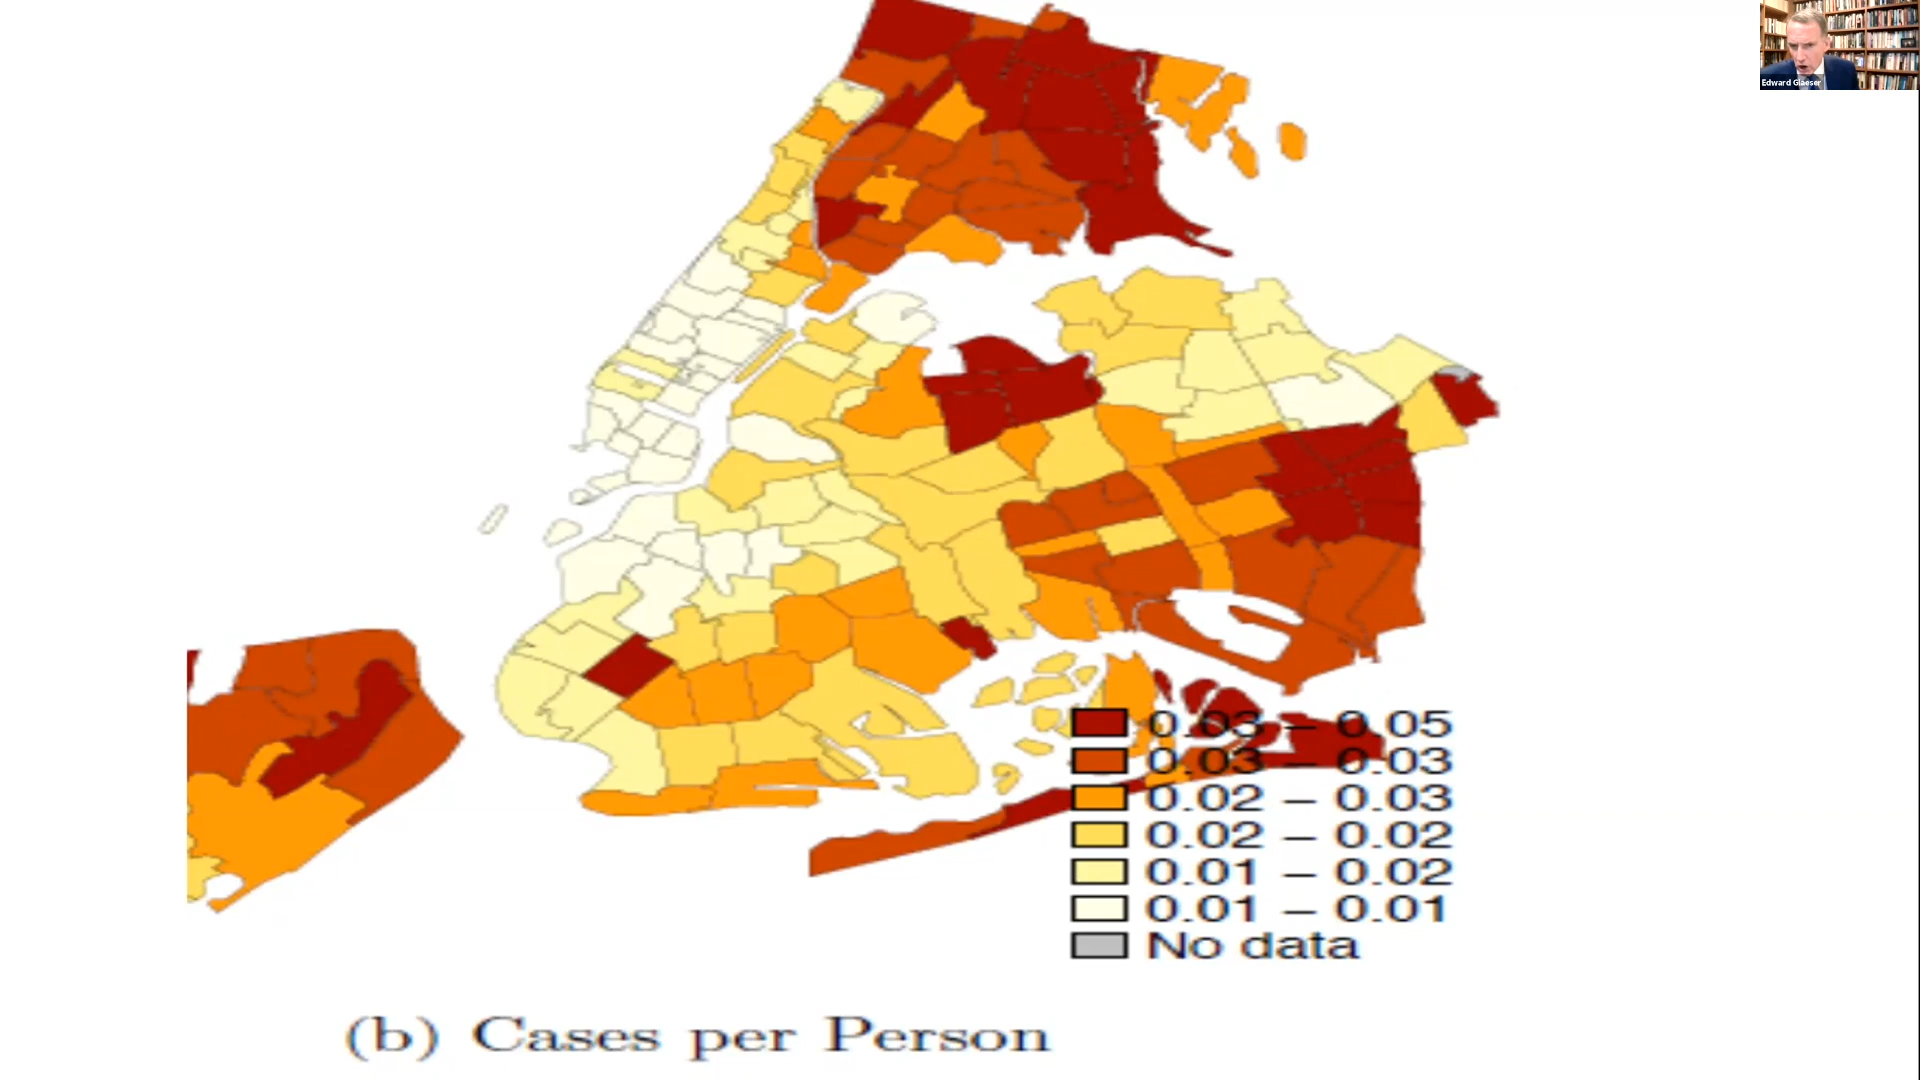 Edward Glaeser
0.03 – 0.05
0.03 – 0.03
0.02 – 0.03
0.02 – 0.02
0.01 – 0.02
0.01 – 0.01
No data
(b) Cases per Person